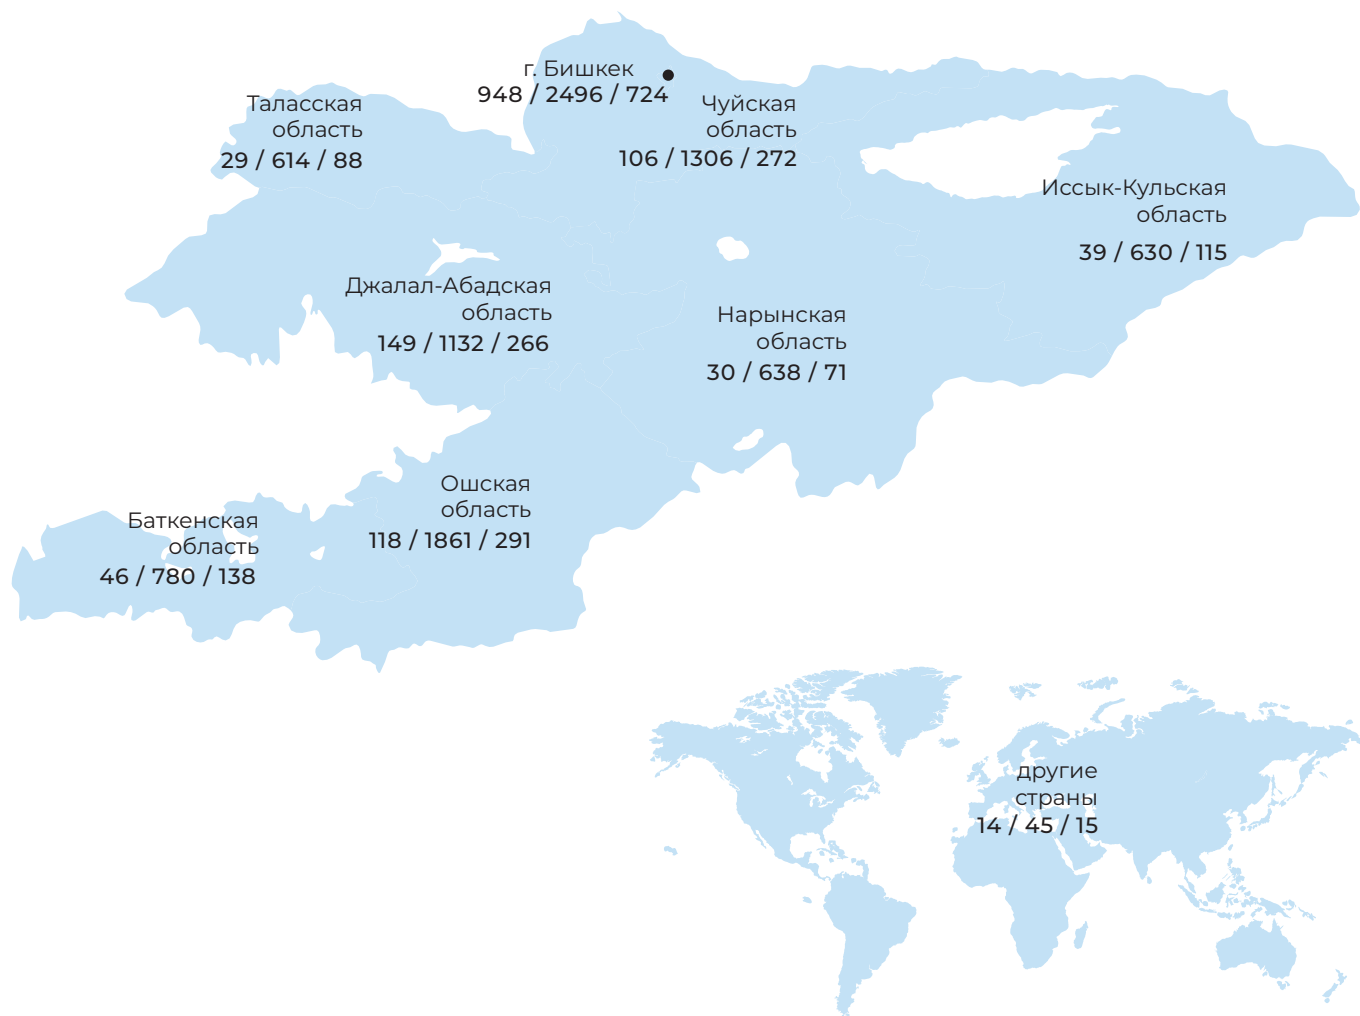 г. Бишкек
948 / 2496 / 724
Таласская
область
29 / 614 / 88
Чуйская
область
106 / 1306 / 272
Иссык-Кульская
область
39 / 630 / 115
Джалал-Абадская
область
149 / 1132 / 266
Нарынская
область
30 / 638 / 71
Ошская
область
118 / 1861 / 291
Баткенская
область
46 / 780 / 138
другие
страны
14 / 45 / 15